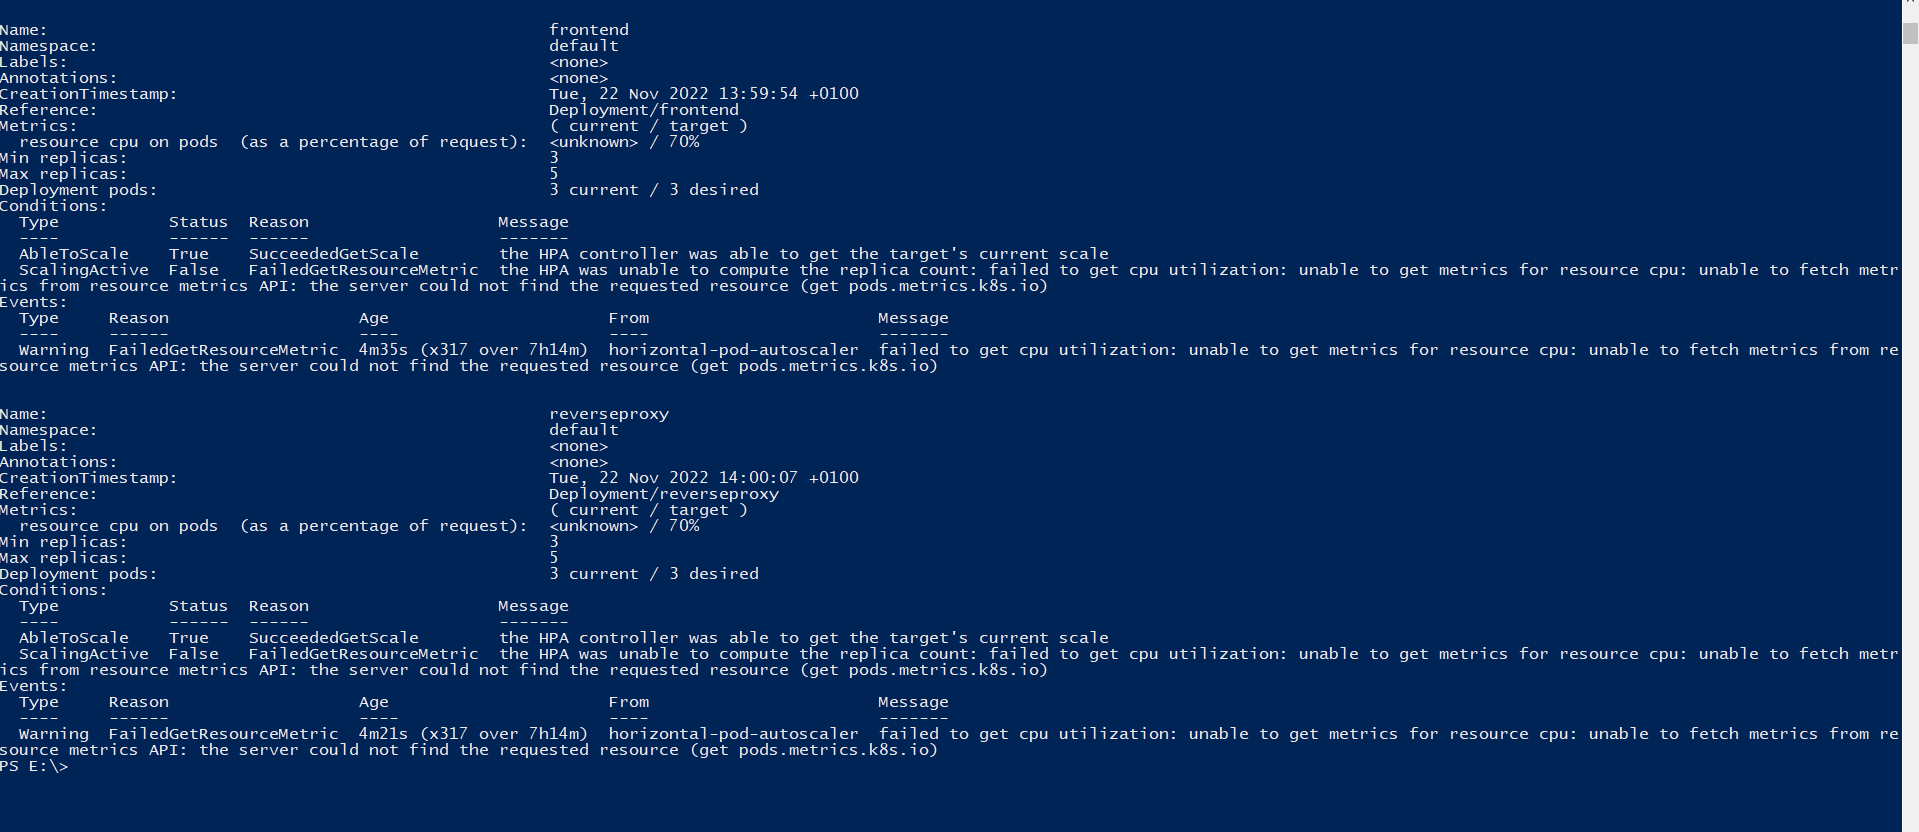 Name:                                                  frontend
Namespace:                                             default
Labels:                                                <none>
Annotations:                                           <none>
CreationTimestamp:                                     Tue, 22 Nov 2022 13:59:54 +0100
Reference:                                             Deployment/frontend
Metrics:                                               ( current / target )
  resource cpu on pods  (as a percentage of request):  <unknown> / 70%
Min replicas:                                          3
Max replicas:                                          5
Deployment pods:                                       3 current / 3 desired
Conditions:
  Type           Status  Reason                   Message
  ----           ------  ------                   -------
  AbleToScale    True    SucceededGetScale        the HPA controller was able to get the target's current scale
  ScalingActive  False   FailedGetResourceMetric  the HPA was unable to compute the replica count: failed to get cpu utilization: unable to get metrics for resource cpu: unable to fetch metr
ics from resource metrics API: the server could not find the requested resource (get pods.metrics.k8s.io)
Events:
  Type     Reason                   Age                      From                       Message
  ----     ------                   ----                     ----                       -------
  Warning  FailedGetResourceMetric  4m35s (x317 over 7h14m)  horizontal-pod-autoscaler  failed to get cpu utilization: unable to get metrics for resource cpu: unable to fetch metrics from re
source metrics API: the server could not find the requested resource (get pods.metrics.k8s.io)
Name:                                                  reverseproxy
Namespace:                                             default
Labels:                                                <none>
Annotations:                                           <none>
CreationTimestamp:                                     Tue, 22 Nov 2022 14:00:07 +0100
Reference:                                             Deployment/reverseproxy
Metrics:                                               ( current / target )
  resource cpu on pods  (as a percentage of request):  <unknown> / 70%
Min replicas:                                          3
Max replicas:                                          5
Deployment pods:                                       3 current / 3 desired
Conditions:
  Type           Status  Reason                   Message
  ----           ------  ------                   -------
  AbleToScale    True    SucceededGetScale        the HPA controller was able to get the target's current scale
  ScalingActive  False   FailedGetResourceMetric  the HPA was unable to compute the replica count: failed to get cpu utilization: unable to get metrics for resource cpu: unable to fetch metr
ics from resource metrics API: the server could not find the requested resource (get pods.metrics.k8s.io)
Events:
  Type     Reason                   Age                      From                       Message
  ----     ------                   ----                     ----                       -------
  Warning  FailedGetResourceMetric  4m21s (x317 over 7h14m)  horizontal-pod-autoscaler  failed to get cpu utilization: unable to get metrics for resource cpu: unable to fetch metrics from re
source metrics API: the server could not find the requested resource (get pods.metrics.k8s.io)
PS E:\>